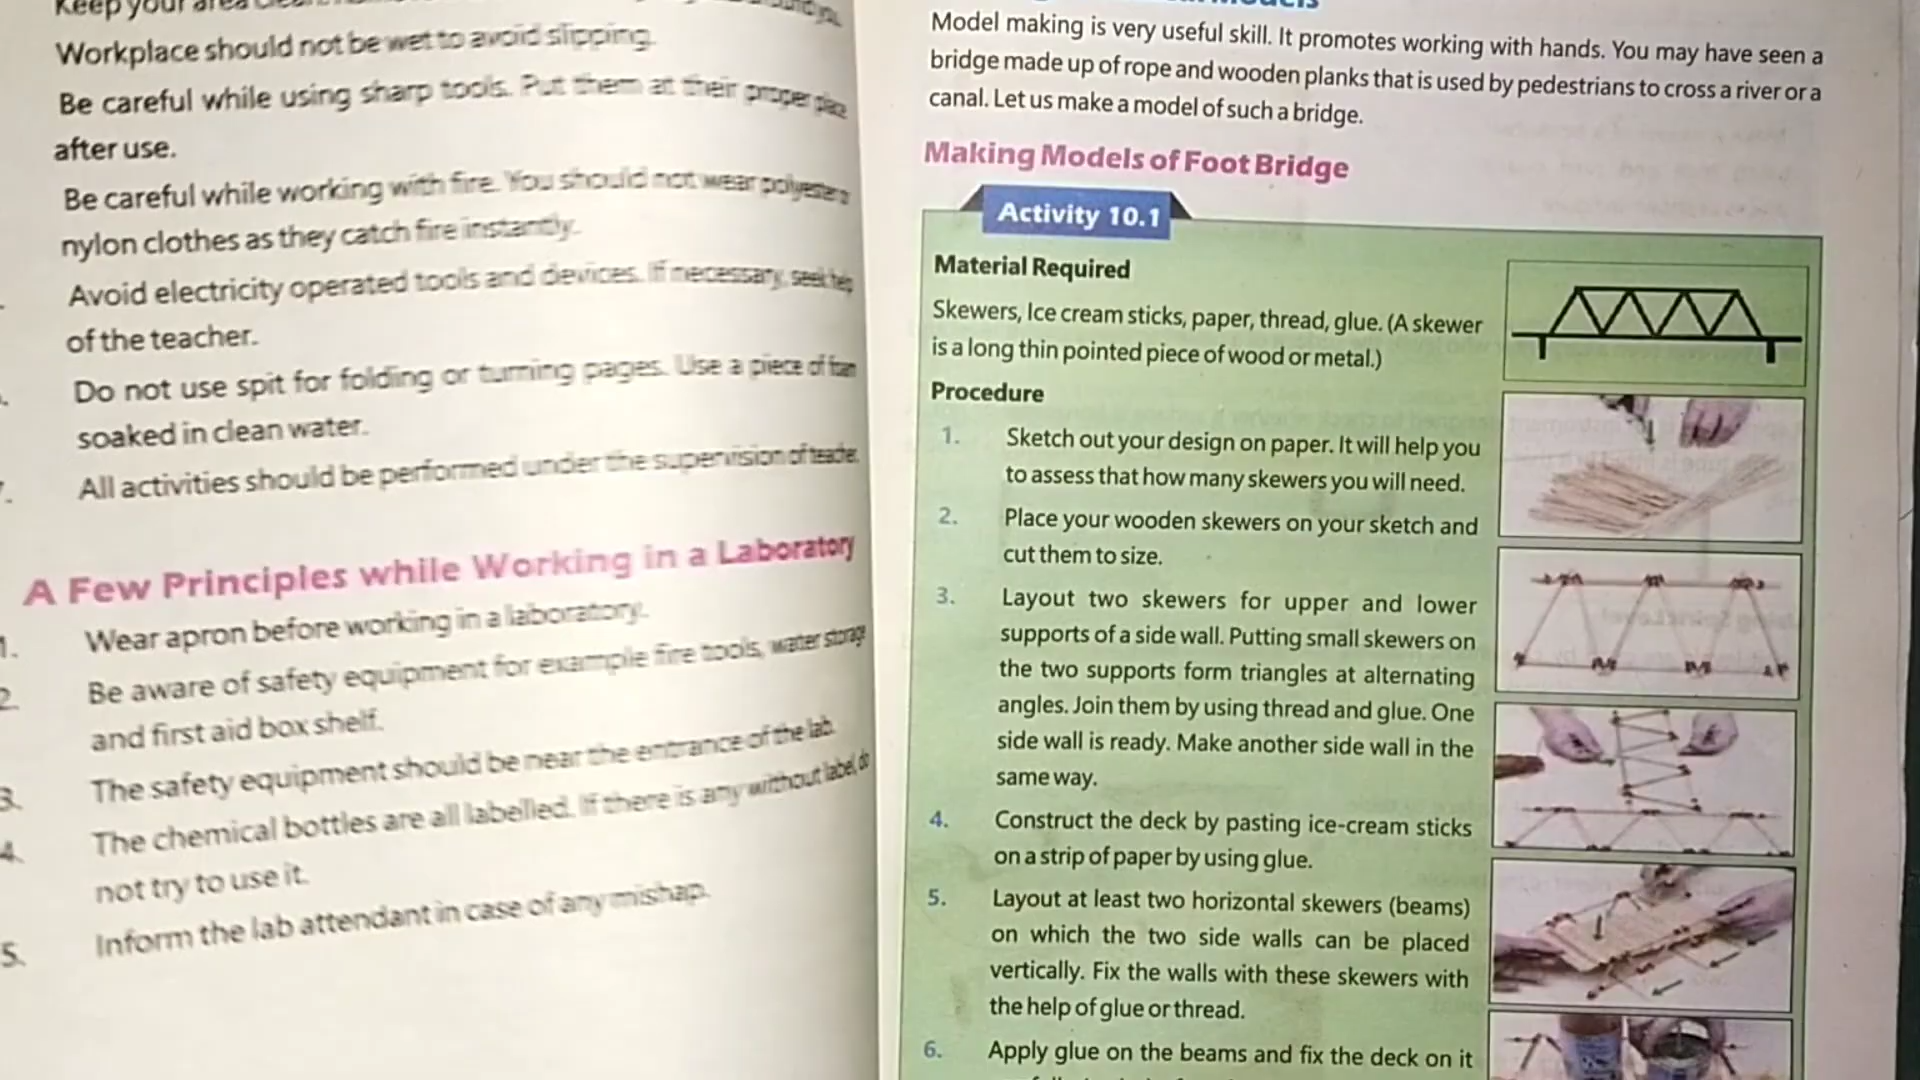 Keep your area clean.
Workplace should not be wet to avoid slipping.
Be careful while using sharp tools. Put them at their proper place
after use.
Be careful while working with fire. You should not wear polyester or
nylon clothes as they catch fire instantly.
Avoid electricity operated tools and devices. If necessary, seek help
of the teacher.
Do not use spit for folding or turning pages. Use a piece of foam
soaked in clean water.
7. All activities should be performed under the supervision of teacher.
A Few Principles while Working in a Laboratory
1. Wear apron before working in a laboratory.
2. Be aware of safety equipment for example fire tools, water storage
and first aid box shelf.
3. The safety equipment should be near the entrance of the lab.
4. The chemical bottles are all labelled. If there is any without label, do
not try to use it.
5. Inform the lab attendant in case of any mishap.
Model making is very useful skill. It promotes working with hands. You may have seen a
bridge made up of rope and wooden planks that is used by pedestrians to cross a river or a
canal. Let us make a model of such a bridge.
Making Models of Foot Bridge
Activity 10.1
Material Required
Skewers, Ice cream sticks, paper, thread, glue. (A skewer
is a long thin pointed piece of wood or metal.)
Procedure
1. Sketch out your design on paper. It will help you
to assess that how many skewers you will need.
2. Place your wooden skewers on your sketch and
cut them to size.
3. Layout two skewers for upper and lower
supports of a side wall. Putting small skewers on
the two supports form triangles at alternating
angles. Join them by using thread and glue. One
side wall is ready. Make another side wall in the
same way.
4. Construct the deck by pasting ice-cream sticks
on a strip of paper by using glue.
5. Layout at least two horizontal skewers (beams)
on which the two side walls can be placed
vertically. Fix the walls with these skewers with
the help of glue or thread.
6. Apply glue on the beams and fix the deck on it